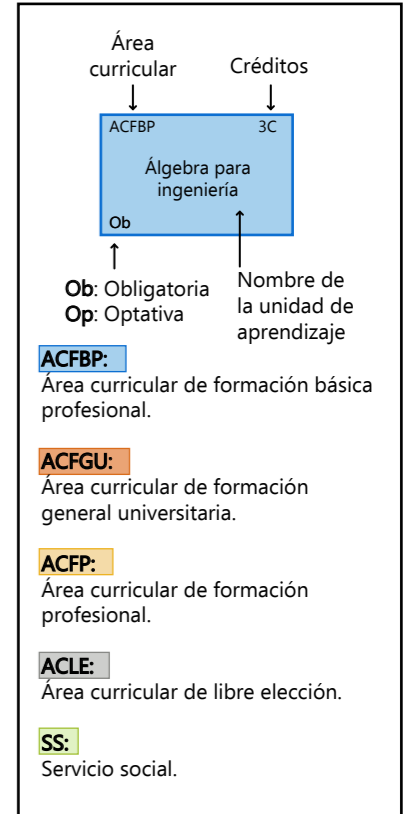 Área
curricular
Créditos
ACFBP 3C
Álgebra para
ingeniería
Ob
Ob: Obligatoria
Op: Optativa
Nombre de
la unidad de
aprendizaje
ACFBP:
Área curricular de formación básica
profesional.
ACFGU:
Área curricular de formación
general universitaria.
ACFP:
Área curricular de formación
profesional.
ACLE:
Área curricular de libre elección.
SS:
Servicio social.